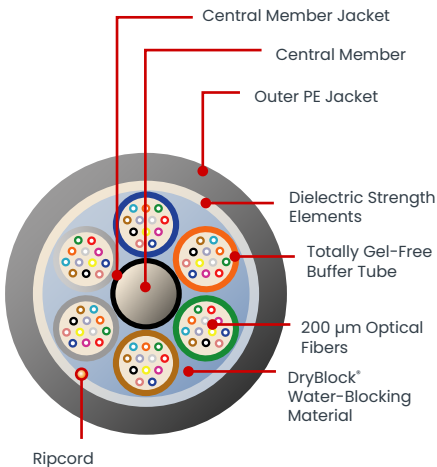 Central Member Jacket
Central Member
Outer PE Jacket
Dielectric Strength
Elements
Totally Gel-Free
Buffer Tube
200 µm Optical
Fibers
DryBlock®
Water-Blocking
Material
Ripcord